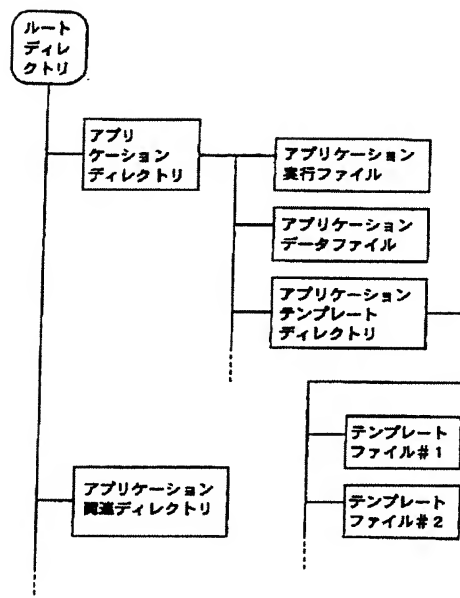 ルート
ディレ
クトリ
アプリ
ケーション
ディレクトリ
アプリケーション
実行ファイル
アプリケーション
データファイル
アプリケーション
テンプレート
ディレクトリ
テンプレート
ファイル#1
テンプレート
ファイル#2
アプリケーション
関連ディレクトリ